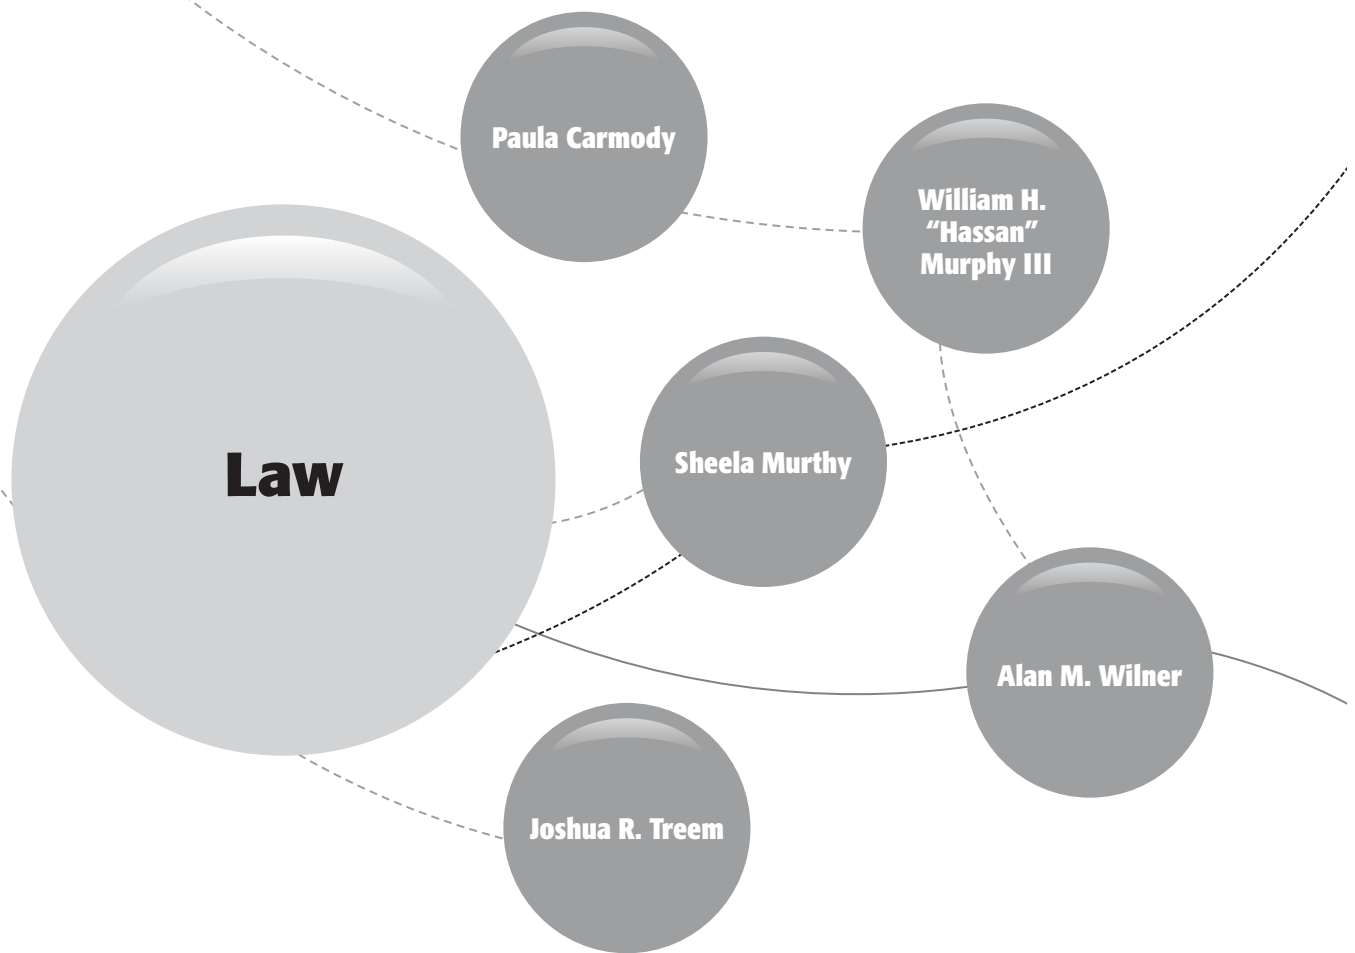 Paula Carmody
William H.
“Hassan”
Murphy III
Law
Sheela Murthy
Alan M. Wilner
Joshua R. Treem